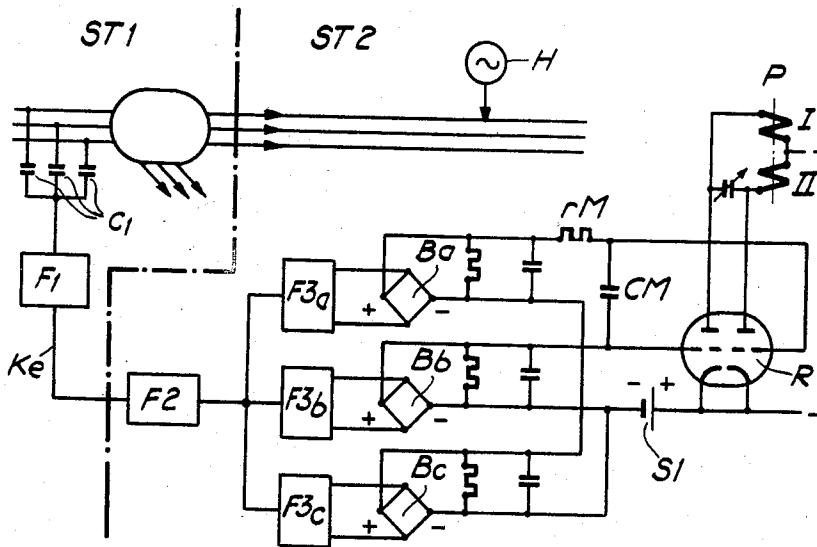 ST1
ST2
H
P
I
II
C1
rM
F1
Ba
CM
F3a
+
-
Ke
R
F2
Bb
F3b
+
-
- +
-
S1
Bc
F3c
+
-